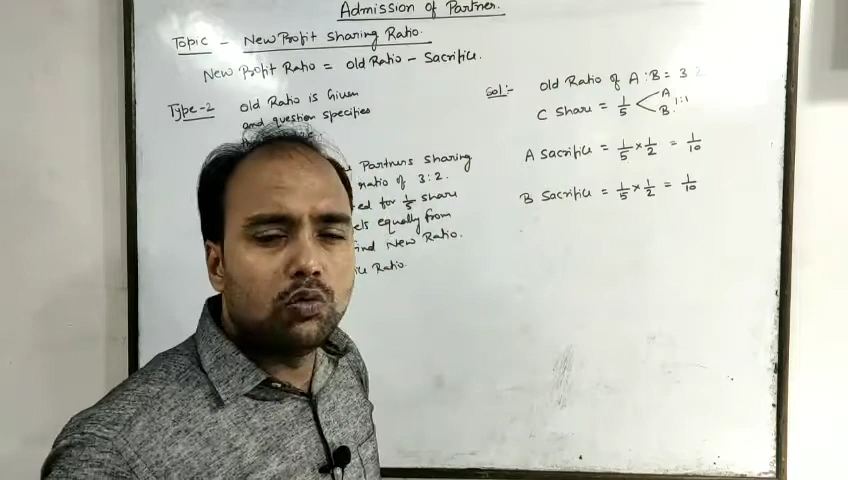 Admission of Partner.
Topic - New Profit Sharing Ratio.
New Profit Ratio = old Ratio - Sacrifice.
Type-2 old Ratio is Given
and question specifies
Partners sharing
ratio of 3:2.
ed for 1/5 share
equally from
ind New Ratio.
Ratio.
Sol:- old Ratio of A:B = 3 2
C Share = 1/5 A B 1:1
A Sacrifice = 1/5 × 1/2 = 1/10
B Sacrifice = 1/5 × 1/2 = 1/10